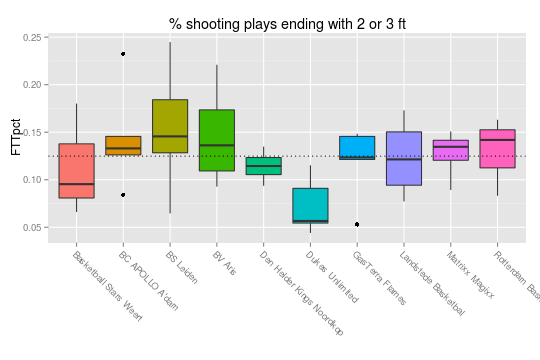 % shooting plays ending with 2 or 3 ft
FTTpct
0.25
0.20
0.15
0.10
0.05
Basketball Stars Weert
BC APOLLO A'dam
BS Leiden
BV Aris
Den Helder Kings Noordkop
Dukes Unlimited
GasTerra Flames
Landstede Basketbal
Matrixx Magixx
Rotterdam Bas